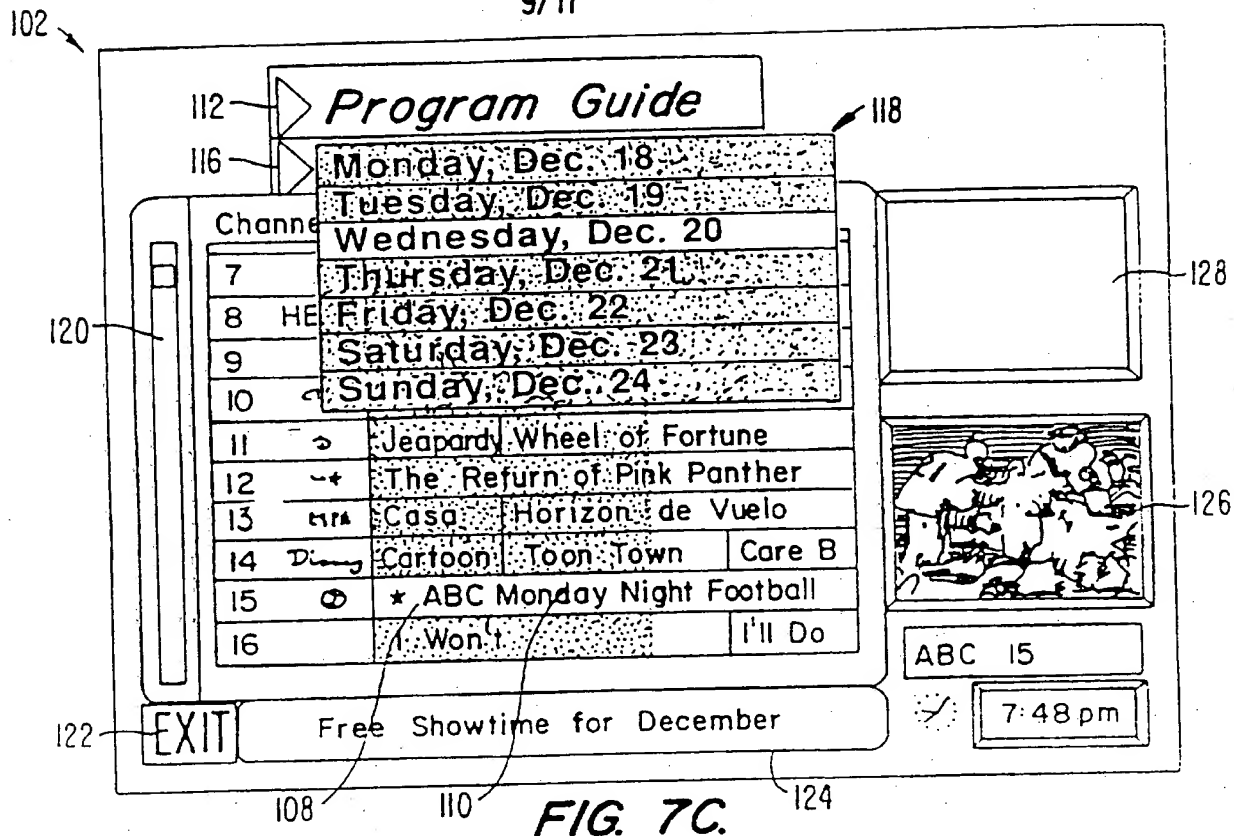 9/11
102
112
Program Guide
118
116
Monday, Dec. 18
Tuesday, Dec. 19
Channe
Wednesday, Dec. 20
7
Thursday, Dec. 21
128
8 HE
Friday, Dec. 22
120
9
Saturday, Dec. 23
10
Sunday, Dec. 24
11 Jeapardy Wheel of Fortune
12 The Return of Pink Panther
13 Casa Horizon de Vuelo
126
14 Disney Cartoon Toon Town Care B
15 * ABC Monday Night Football
16 I Won't I'll Do
ABC 15
122
EXIT
Free Showtime for December
7:48 pm
108
110
124
FIG. 7C.